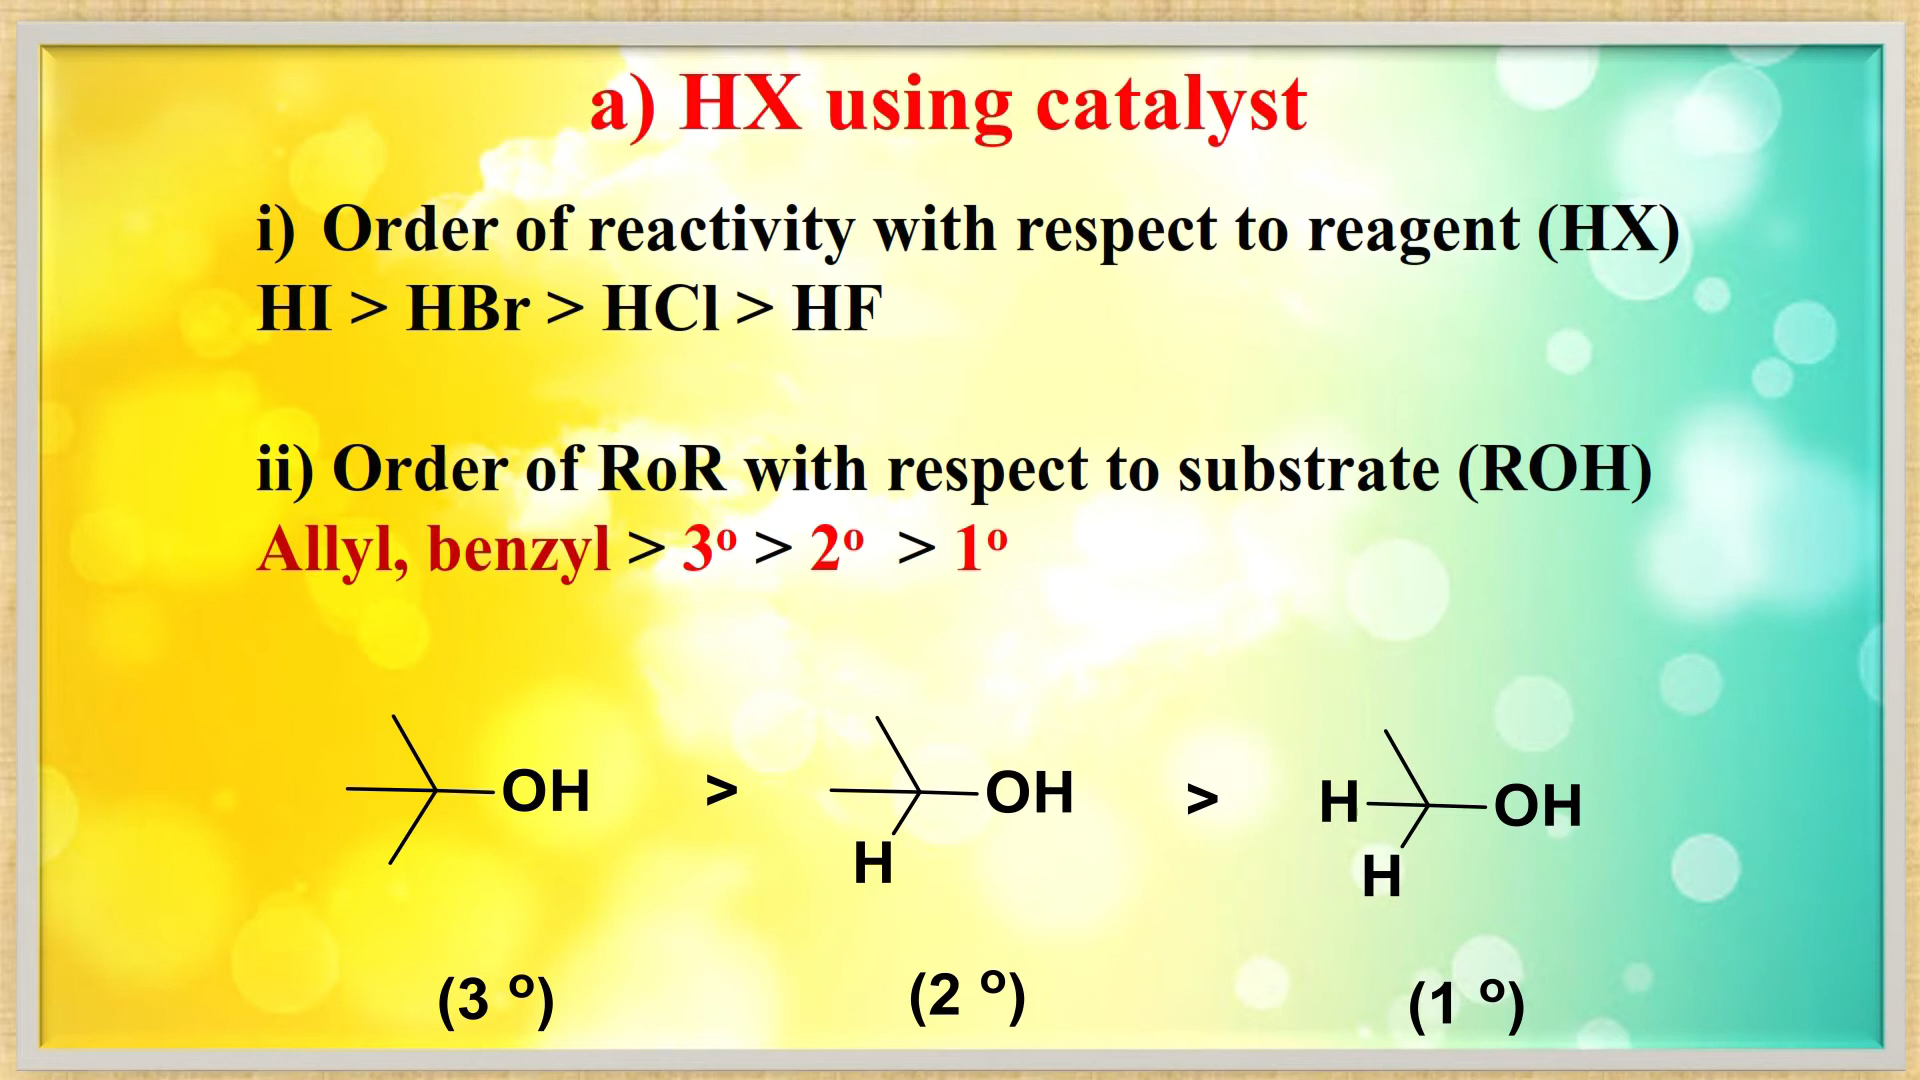 a) HX using catalyst
i) Order of reactivity with respect to reagent (HX)
HI > HBr > HCl > HF
ii) Order of RoR with respect to substrate (ROH)
Allyl, benzyl > 3º > 2º > 1º
OH > OH > H OH
H H
(3 º) (2 º) (1 º)